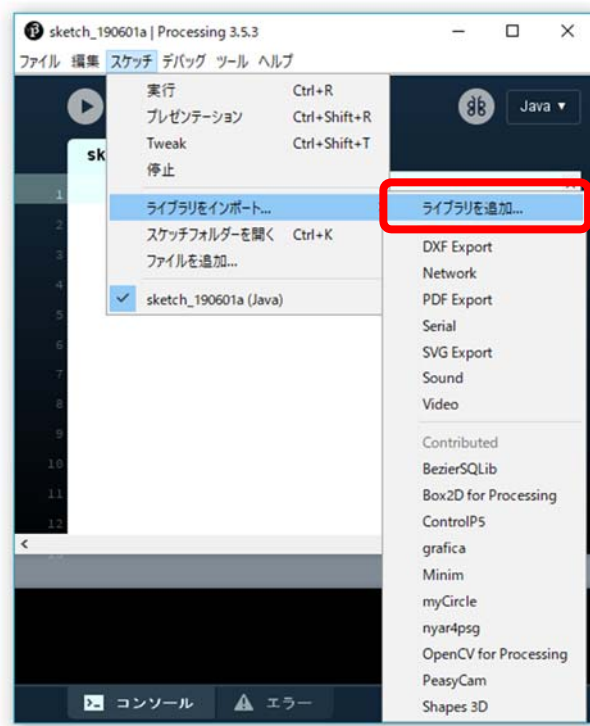 sketch_190601a | Processing 3.5.3
ファイル 編集 スケッチ デバッグ ツール ヘルプ
実行 Ctrl+R
プレゼンテーション Ctrl+Shift+R
Tweak Ctrl+Shift+T
停止
ライブラリをインポート...
スケッチフォルダーを開く Ctrl+K
ファイルを追加...
sketch_190601a (Java)
Java ▾
sk
1
2
3
4
5
6
7
8
9
10
11
12
ライブラリを追加...
DXF Export
Network
PDF Export
Serial
SVG Export
Sound
Video
Contributed
BezierSQLib
Box2D for Processing
ControlP5
grafica
Minim
myCircle
nyar4psg
OpenCV for Processing
PeasyCam
Shapes 3D
コンソール エラー